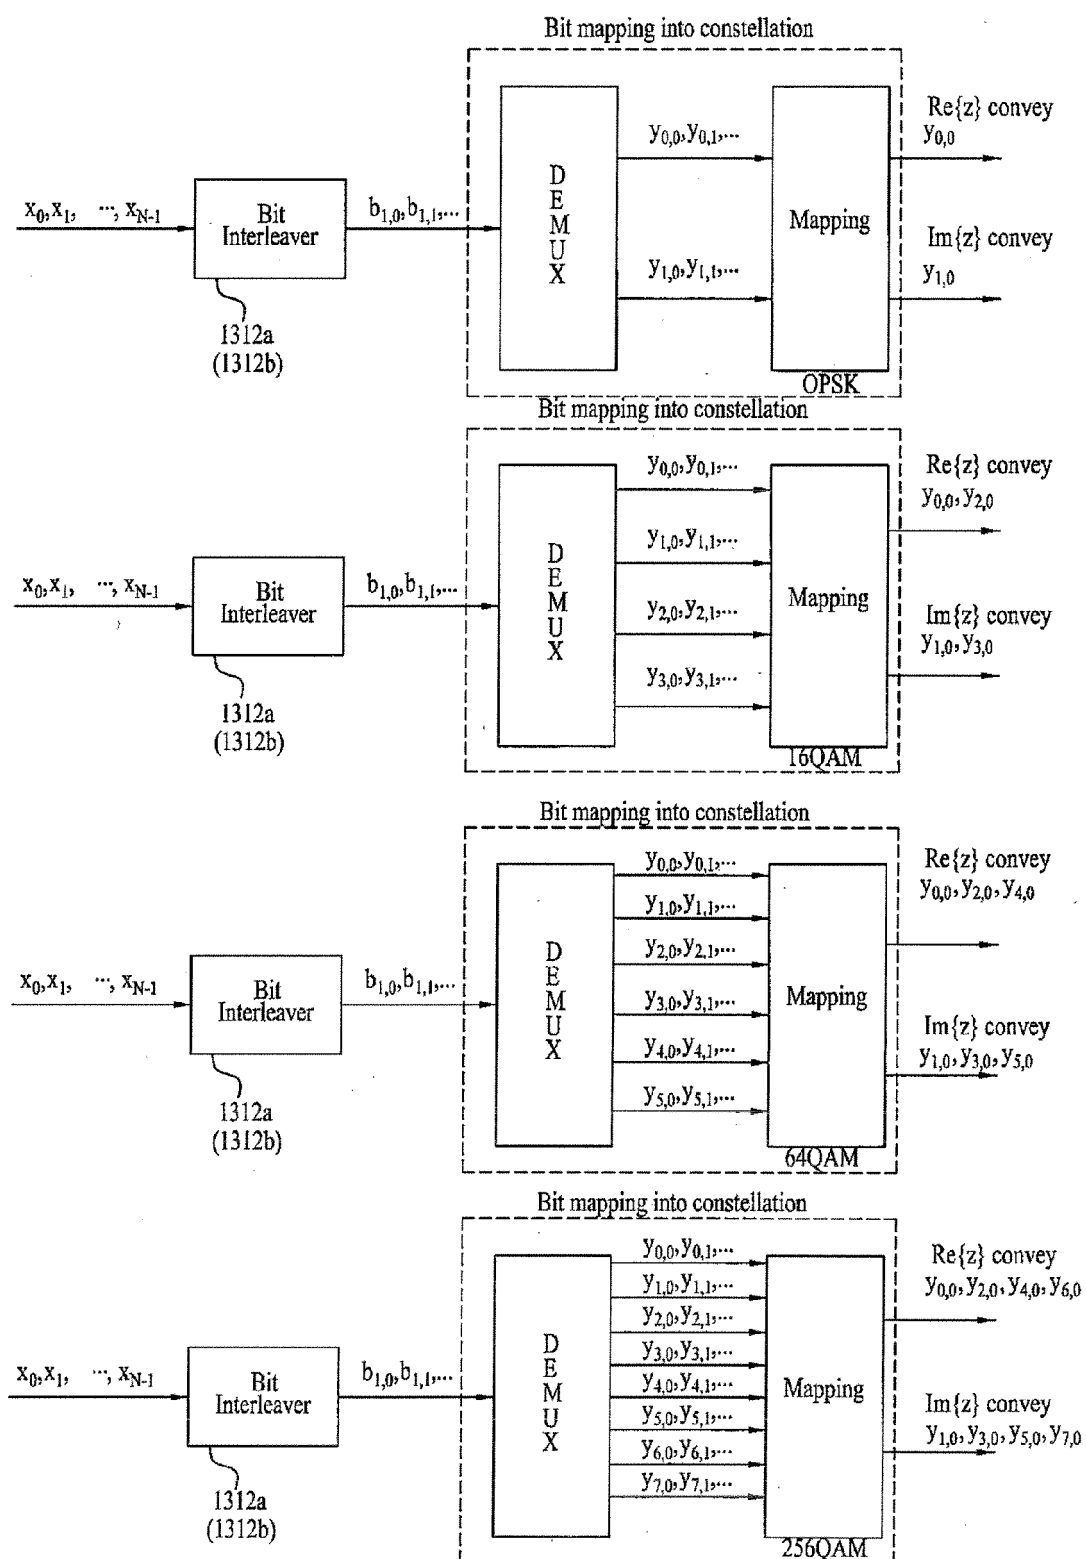 Bit mapping into constellation
x0,x1, ···, xN-1
Bit
Interleaver
1312a
(1312b)
b1,0,b1,1,...
DEMUX
y0,0,y0,1,...
y1,0,y1,1,...
Mapping
OPSK
Re{z} convey
y0,0
Im{z} convey
y1,0
Bit mapping into constellation
x0,x1, ···, xN-1
Bit
Interleaver
1312a
(1312b)
b1,0,b1,1,...
DEMUX
y0,0,y0,1,...
y1,0,y1,1,...
y2,0,y2,1,...
y3,0,y3,1,...
Mapping
16QAM
Re{z} convey
y0,0,y2,0
Im{z} convey
y1,0,y3,0
Bit mapping into constellation
x0,x1, ···, xN-1
Bit
Interleaver
1312a
(1312b)
b1,0,b1,1,...
DEMUX
y0,0,y0,1,...
y1,0,y1,1,...
y2,0,y2,1,...
y3,0,y3,1,...
y4,0,y4,1,...
y5,0,y5,1,...
Mapping
64QAM
Re{z} convey
y0,0,y2,0,y4,0
Im{z} convey
y1,0,y3,0,y5,0
Bit mapping into constellation
x0,x1, ···, xN-1
Bit
Interleaver
1312a
(1312b)
b1,0,b1,1,...
DEMUX
y0,0,y0,1,...
y1,0,y1,1,...
y2,0,y2,1,...
y3,0,y3,1,...
y4,0,y4,1,...
y5,0,y5,1,...
y6,0,y6,1,...
y7,0,y7,1,...
Mapping
256QAM
Re{z} convey
y0,0,y2,0,y4,0,y6,0
Im{z} convey
y1,0,y3,0,y5,0,y7,0